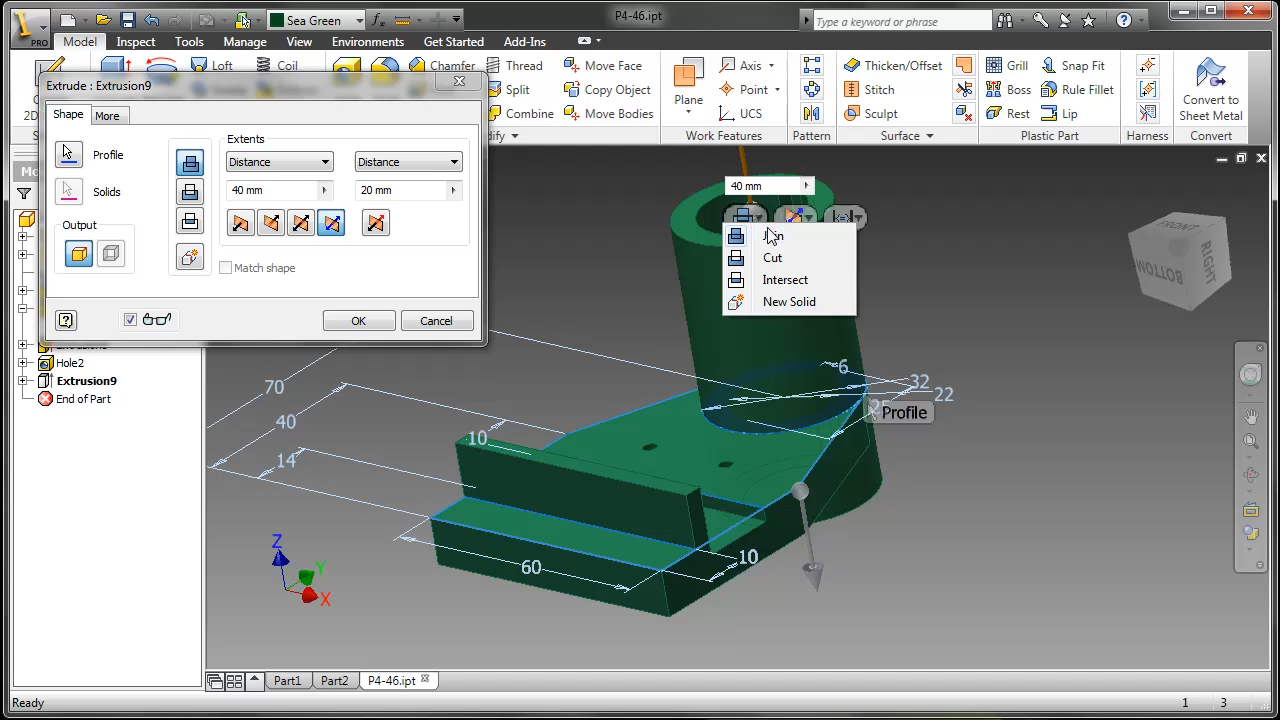 PRO
Sea Green
P4-46.ipt
Type a keyword or phrase
Model
Inspect
Tools
Manage
View
Environments
Get Started
Add-Ins
Loft
Coil
Chamfer
Thread
Split
Combine
Move Face
Copy Object
Move Bodies
Plane
Axis
Point
UCS
Work Features
Pattern
Thicken/Offset
Stitch
Sculpt
Surface
Grill
Boss
Rest
Snap Fit
Rule Fillet
Lip
Plastic Part
Harness
Convert to
Sheet Metal
Convert
Extrude : Extrusion9
Shape
More
Profile
Solids
Output
Extents
Distance
Distance
40 mm
20 mm
Match shape
OK
Cancel
Hole2
Extrusion9
End of Part
40 mm
Cut
Intersect
New Solid
BOTTOM
RIGHT
FRONT
6
32
22
25
Profile
70
40
14
10
10
60
Z
Y
X
Part1
Part2
P4-46.ipt
Ready
1
3